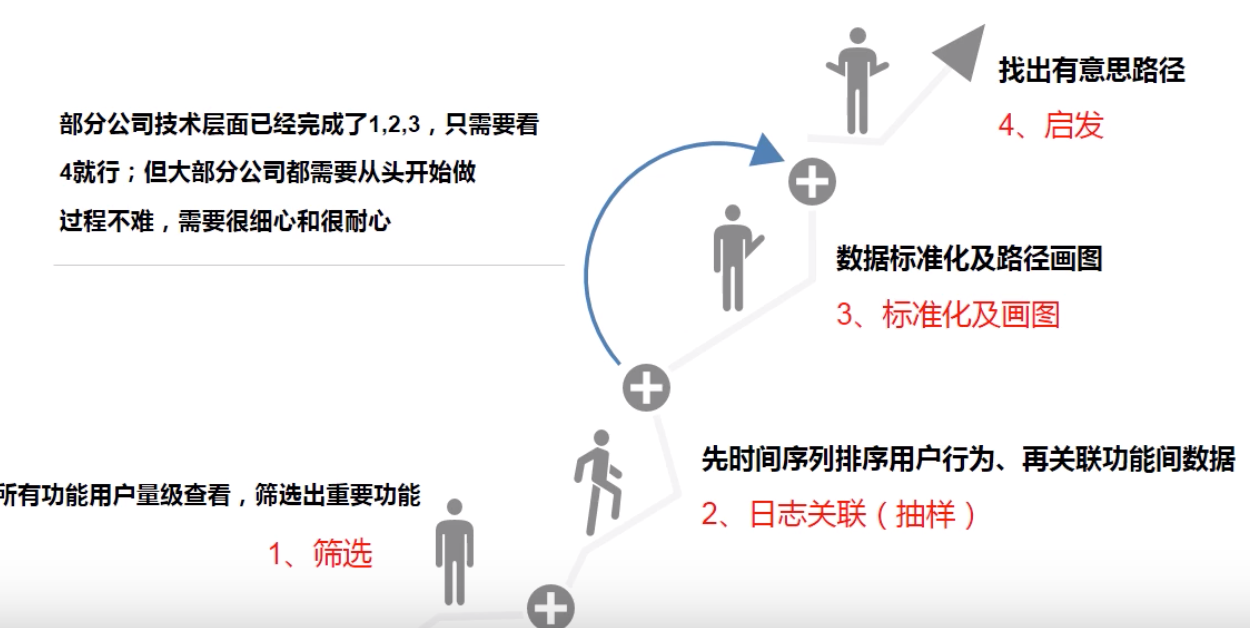 找出有意思路径
4、启发
部分公司技术层面已经完成了1,2,3，只需要看
4就行；但大部分公司都需要从头开始做
过程不难，需要很细心和很耐心
数据标准化及路径画图
3、标准化及画图
先时间序列排序用户行为、再关联功能间数据
2、日志关联（抽样）
所有功能用户量级查看，筛选出重要功能
1、筛选